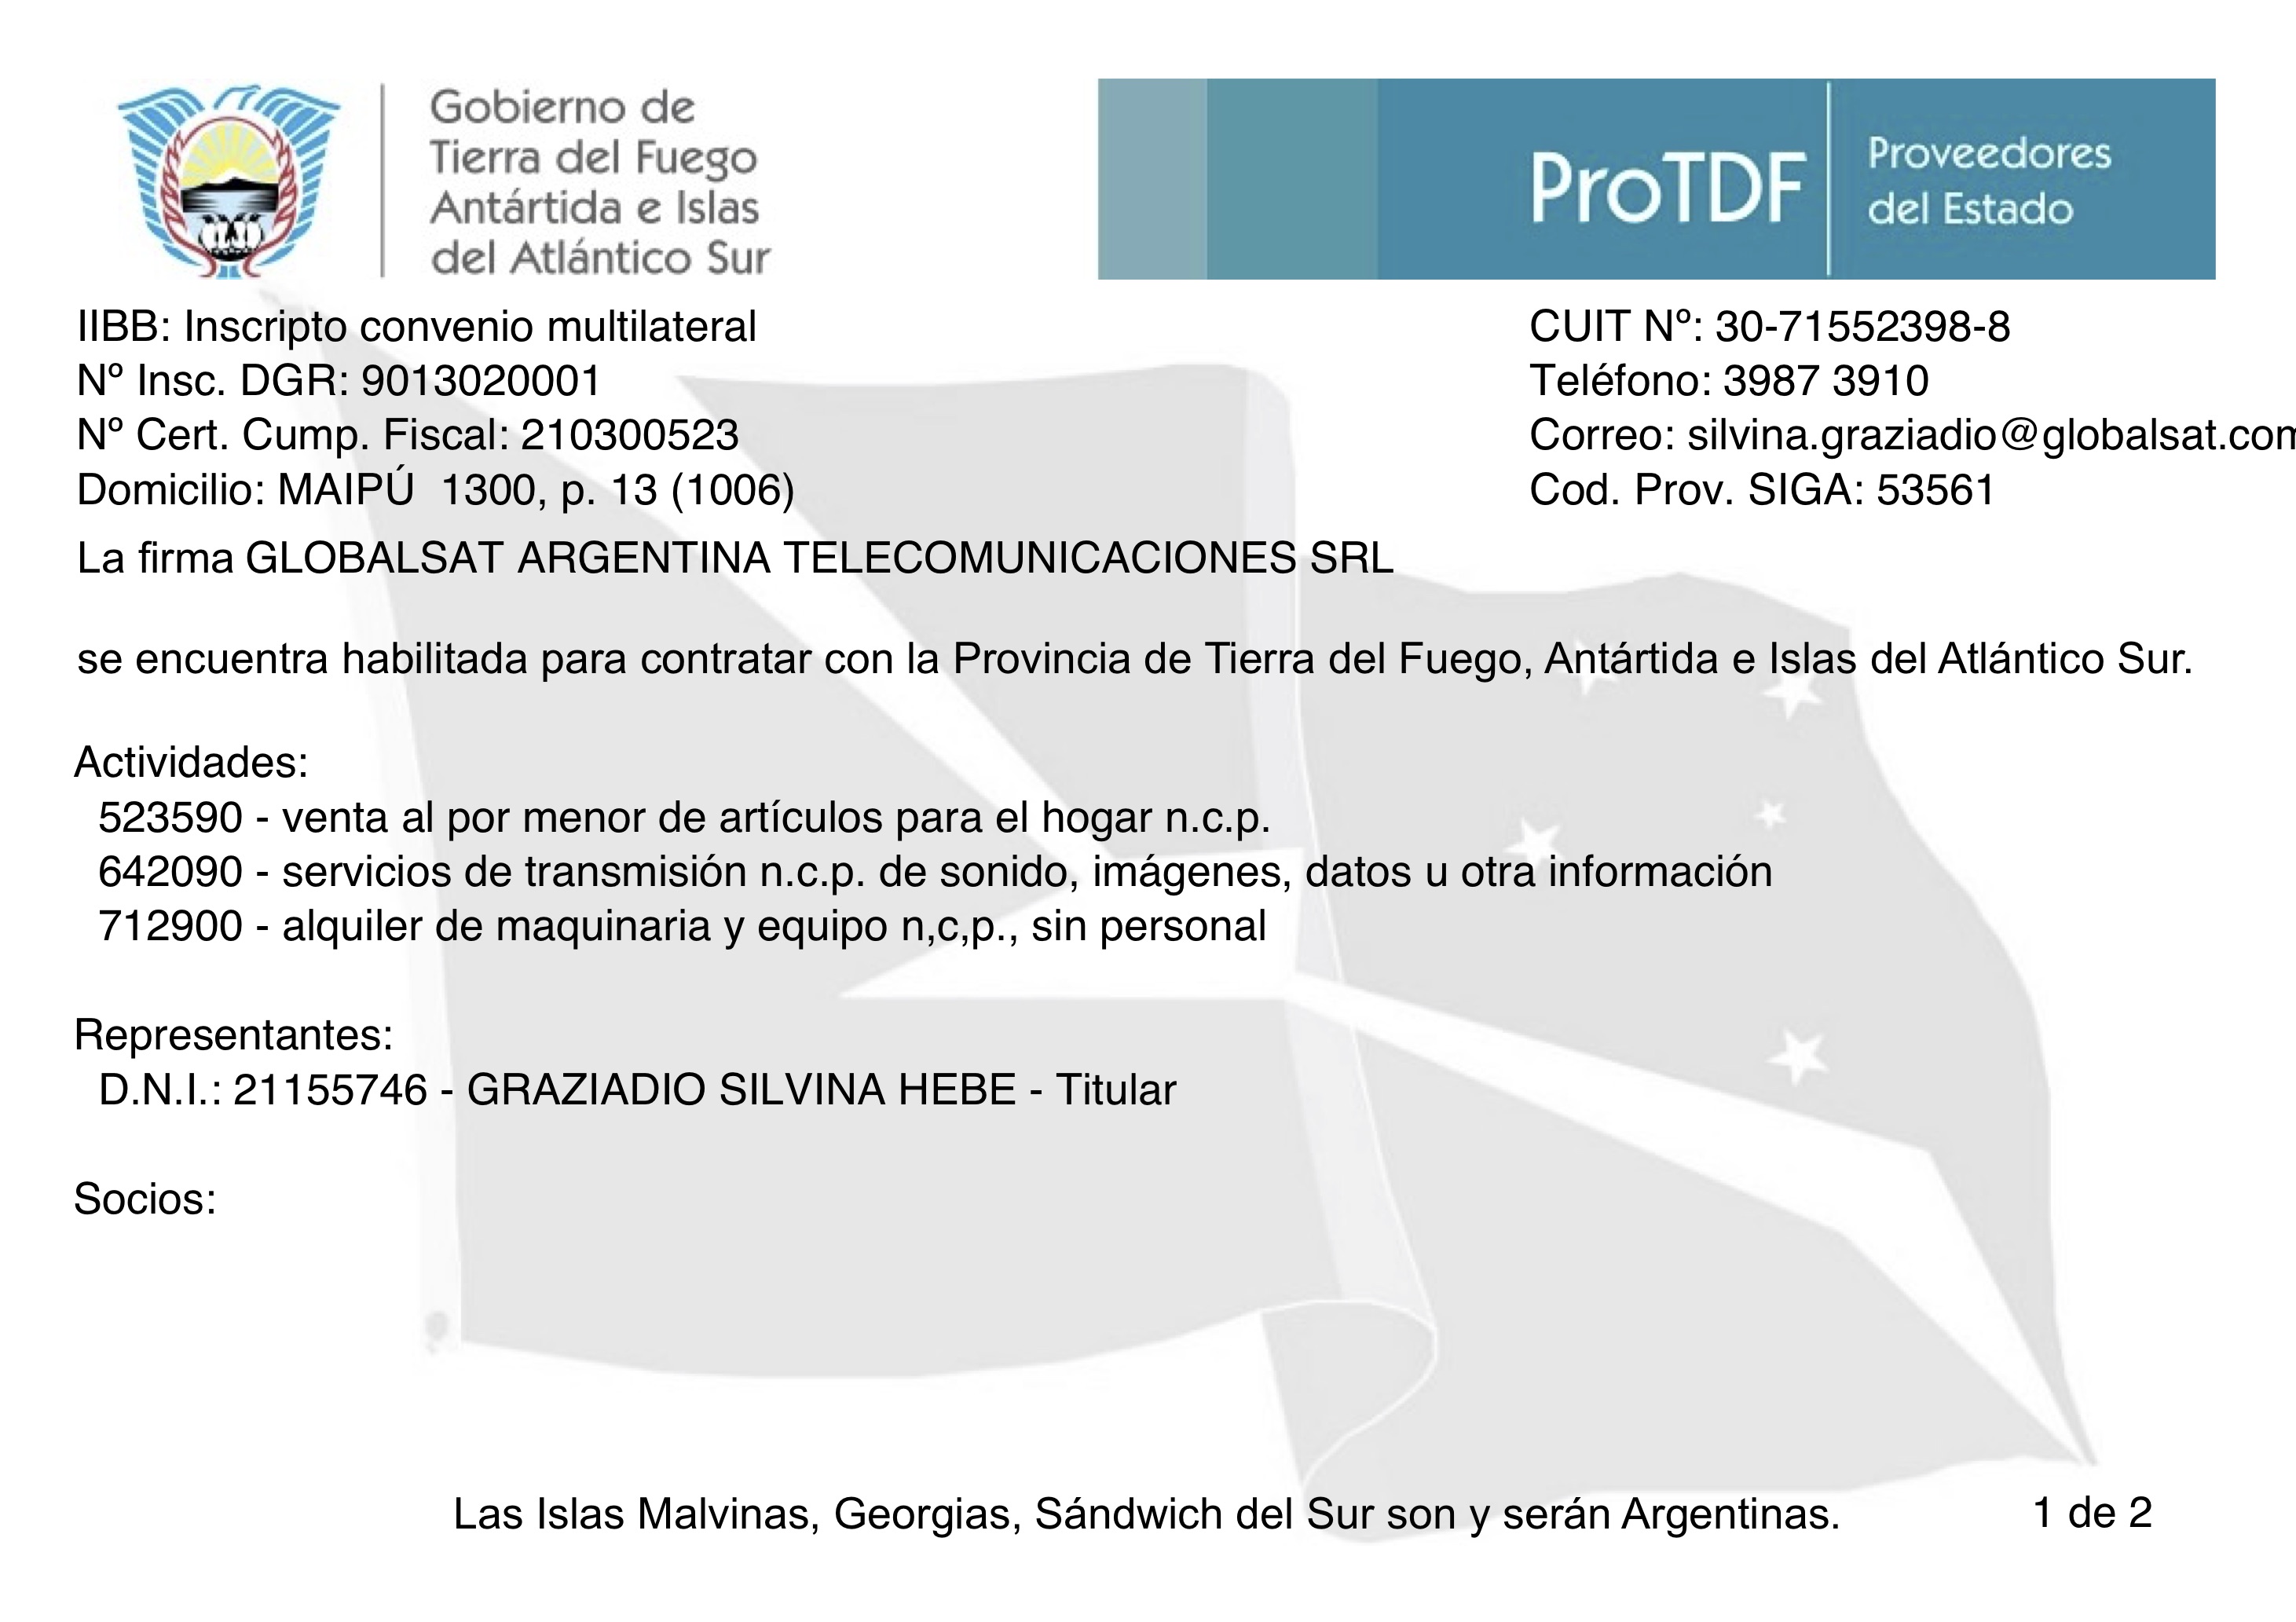 Gobierno de
Tierra del Fuego
Antártida e Islas
del Atlántico Sur
ProTDF
Proveedores
del Estado
IIBB: Inscripto convenio multilateral
Nº Insc. DGR: 9013020001
Nº Cert. Cump. Fiscal: 210300523
Domicilio: MAIPÚ  1300, p. 13 (1006)
CUIT Nº: 30-71552398-8
Teléfono: 3987 3910
Correo: silvina.graziadio@globalsat.com
Cod. Prov. SIGA: 53561
La firma GLOBALSAT ARGENTINA TELECOMUNICACIONES SRL
se encuentra habilitada para contratar con la Provincia de Tierra del Fuego, Antártida e Islas del Atlántico Sur.
Actividades:
523590 - venta al por menor de artículos para el hogar n.c.p.
642090 - servicios de transmisión n.c.p. de sonido, imágenes, datos u otra información
712900 - alquiler de maquinaria y equipo n,c,p., sin personal
Representantes:
D.N.I.: 21155746 - GRAZIADIO SILVINA HEBE - Titular
Socios:
Las Islas Malvinas, Georgias, Sándwich del Sur son y serán Argentinas.
1 de 2